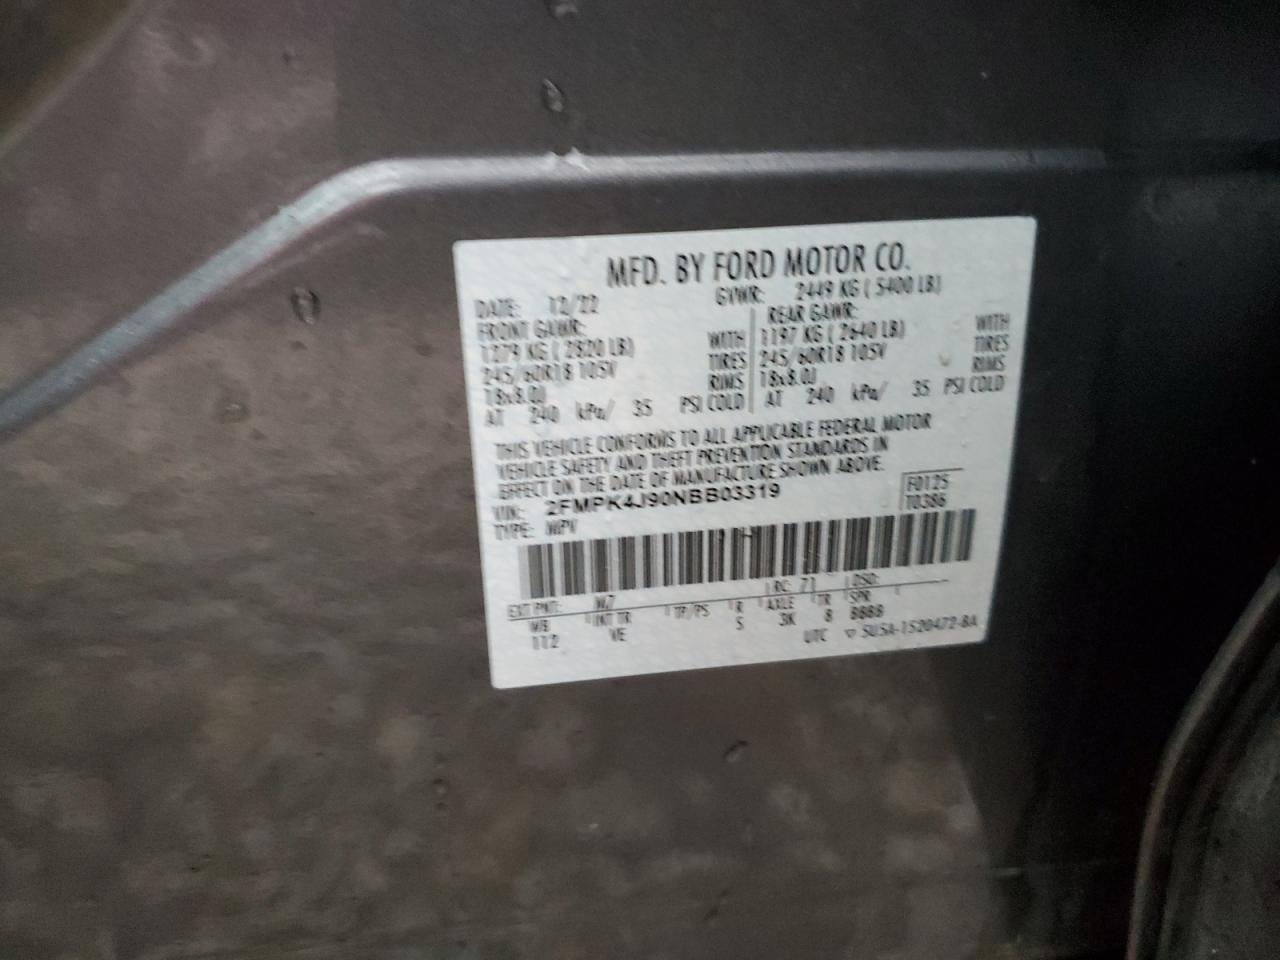 MFD. BY FORD MOTOR CO.
DATE: 12/22 GVWR: 2449 KG ( 5400 LB)
FRONT GAWR: REAR GAWR:
1279 KG ( 2820 LB) WITH 1197 KG ( 2640 LB) WITH
245/60R18 105V TIRES 245/60R18 105V TIRES
18x8.0J RIMS 18x8.0J RIMS
AT 240 kPa/ 35 PSI COLD AT 240 kPa/ 35 PSI COLD
THIS VEHICLE CONFORMS TO ALL APPLICABLE FEDERAL MOTOR
VEHICLE SAFETY AND THEFT PREVENTION STANDARDS IN
EFFECT ON THE DATE OF MANUFACTURE SHOWN ABOVE.
VIN: 2FMPK4J90NBB03319 F0125
TYPE: MPV T0386
EXT PNT: M7 RC: 71 DSO:
WB INT TR TP/PS R AXLE TR SPR
112 VE S 3K 8 BBBB
UTC ▽ 5U5A-1520472-BA